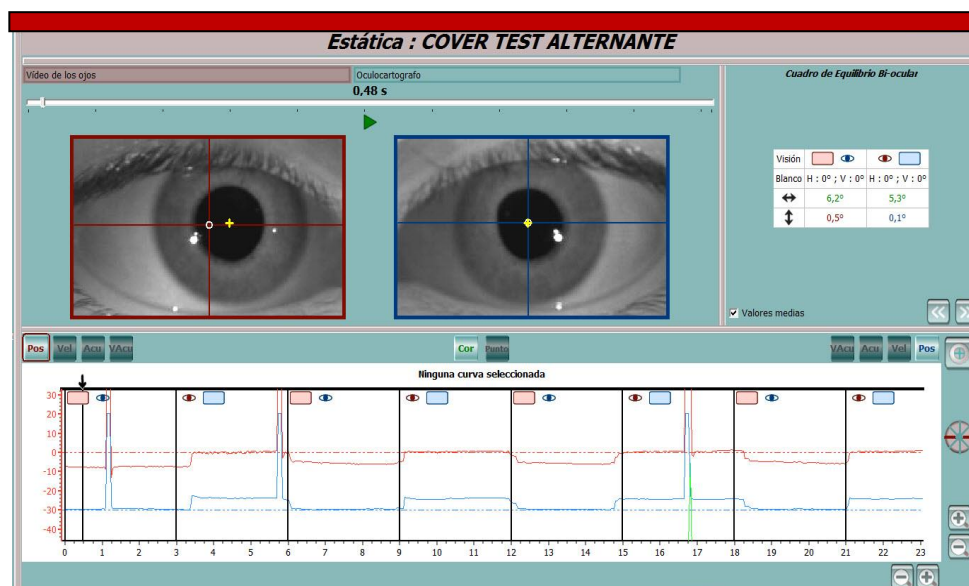 Estática : COVER TEST ALTERNANTE
Vídeo de los ojos
Oculocartografo
0,48 s
Cuadro de Equilibrio Bi-ocular
Visión
Blanco H : 0° ; V : 0° H : 0° ; V : 0°
6,2° 5,3°
0,5° 0,1°
Valores medias
Pos Vel Acu VAcu Cor Punto VAcu Acu Vel Pos
Ninguna curva seleccionada
30
20
10
0
-10
-20
-30
-40
0 1 2 3 4 5 6 7 8 9 10 11 12 13 14 15 16 17 18 19 20 21 22 23